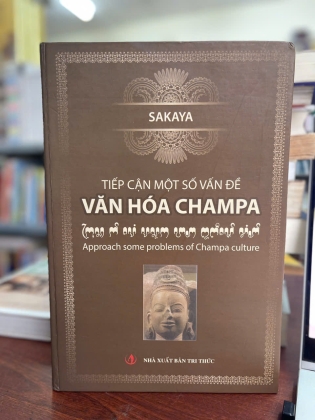 SAKAYA
TIẾP CẬN MỘT SỐ VẤN ĐỀ
VĂN HÓA CHAMPA
Approach some problems of Champa culture
NHÀ XUẤT BẢN TRI THỨC